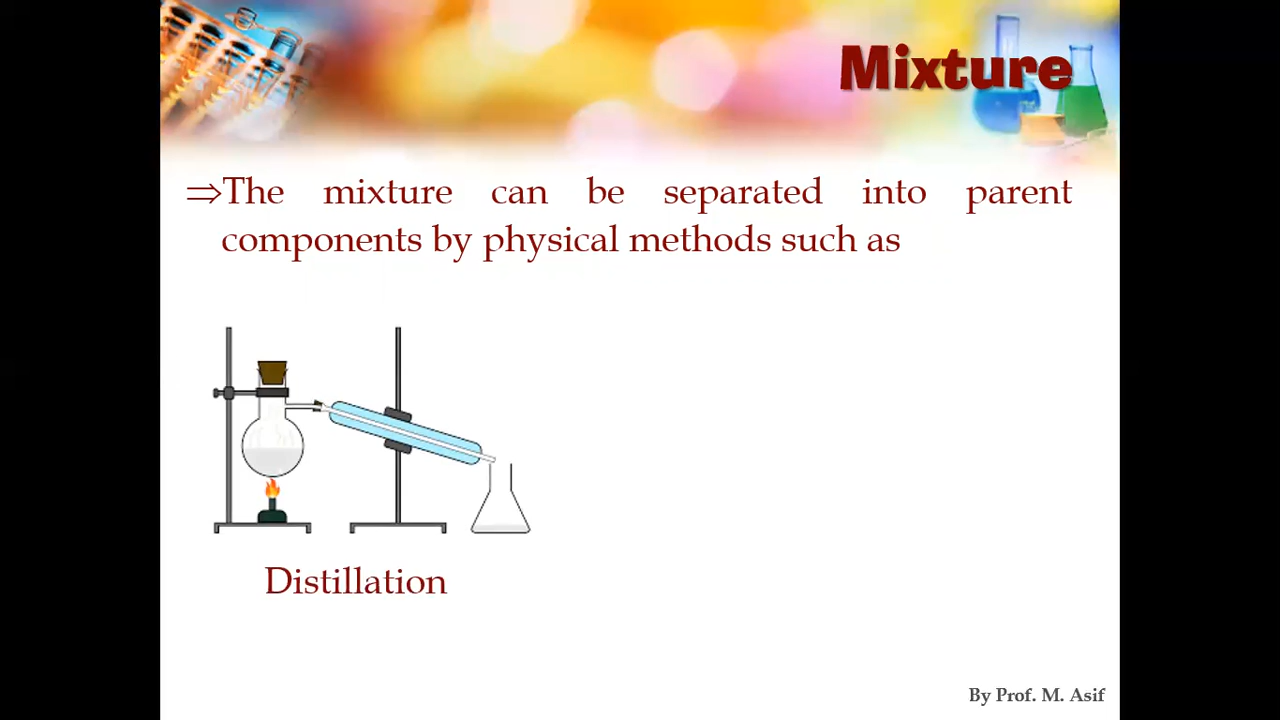 Mixture
⇒The mixture can be separated into parent
components by physical methods such as
Distillation
By Prof. M. Asif